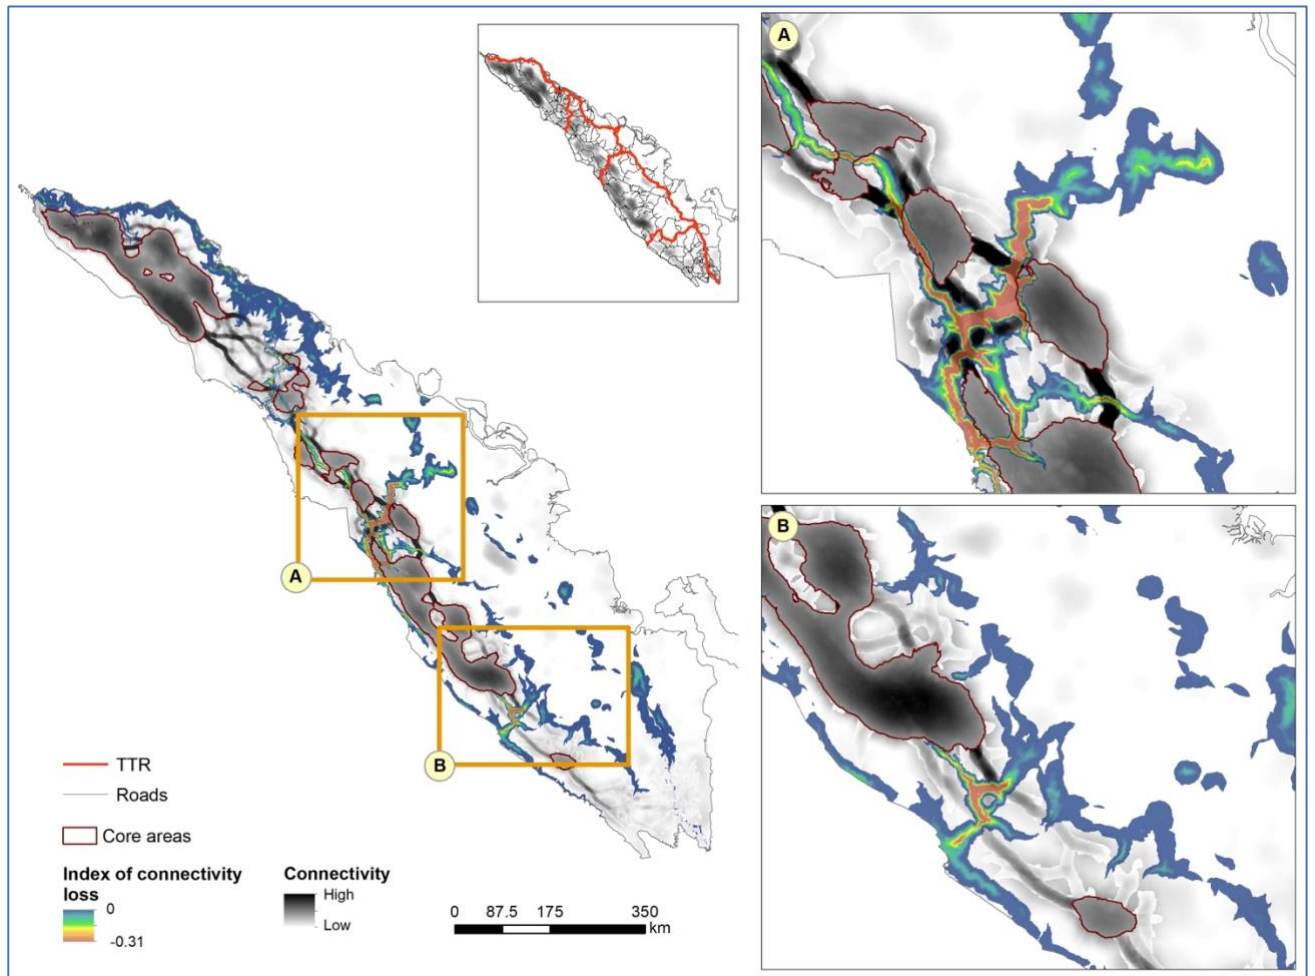 A
A
B
B
TTR
Roads
Core areas
Index of connectivity
loss
0
-0.31
Connectivity
High
Low
0 87.5 175 350
km